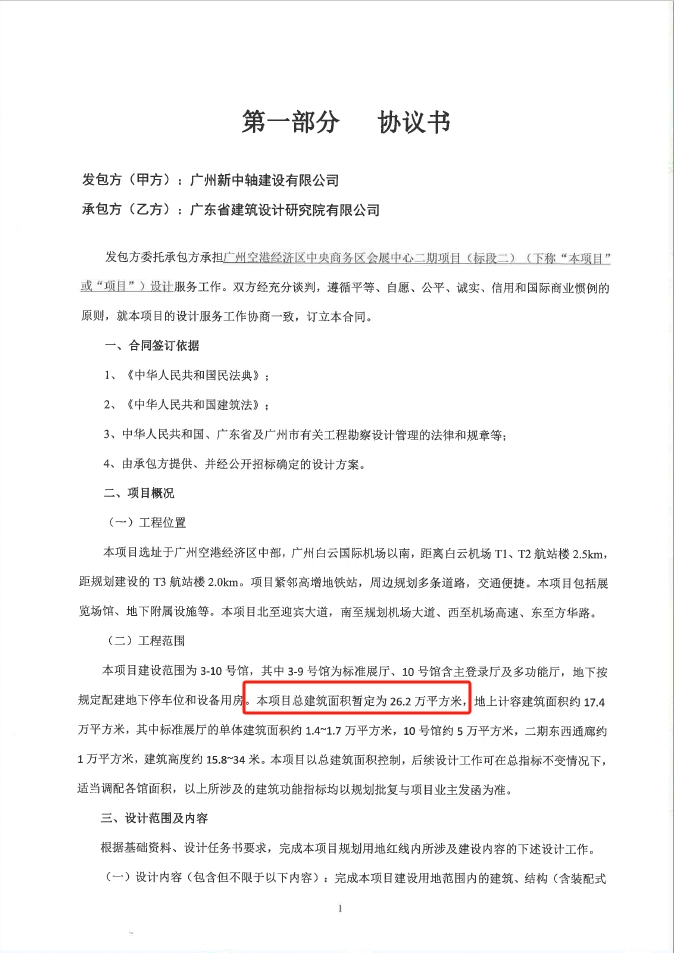 第一部分 协议书
发包方（甲方）：广州新中轴建设有限公司
承包方（乙方）：广东省建筑设计研究院有限公司
发包方委托承包方承担广州空港经济区中央商务区会展中心二期项目（标段二）（下称“本项目”
或“项目”）设计服务工作。双方经充分谈判，遵循平等、自愿、公平、诚实、信用和国际商业惯例的
原则，就本项目的设计服务工作协商一致，订立本合同。
一、合同签订依据
1、《中华人民共和国民法典》；
2、《中华人民共和国建筑法》；
3、中华人民共和国、广东省及广州市有关工程勘察设计管理的法律和规章等；
4、由承包方提供、并经公开招标确定的设计方案。
二、项目概况
（一）工程位置
本项目选址于广州空港经济区中部，广州白云国际机场以南，距离白云机场 T1、T2 航站楼 2.5km，
距规划建设的 T3 航站楼 2.0km。项目紧邻高增地铁站，周边规划多条道路，交通便捷。本项目包括展
览场馆、地下附属设施等。本项目北至迎宾大道，南至规划机场大道、西至机场高速、东至方华路。
（二）工程范围
本项目建设范围为 3-10 号馆，其中 3-9 号馆为标准展厅、10 号馆含主登录厅及多功能厅，地下按
规定配建地下停车位和设备用房。本项目总建筑面积暂定为 26.2 万平方米，地上计容建筑面积约 17.4
万平方米，其中标准展厅的单体建筑面积约 1.4~1.7 万平方米，10 号馆约 5 万平方米，二期东西通廊约
1 万平方米，建筑高度约 15.8~34 米。本项目以总建筑面积控制，后续设计工作可在总指标不变情况下，
适当调配各馆面积，以上所涉及的建筑功能指标均以规划批复与项目业主发函为准。
三、设计范围及内容
根据基础资料、设计任务书要求，完成本项目规划用地红线内所涉及建设内容的下述设计工作。
（一）设计内容（包含但不限于以下内容）：完成本项目建设用地范围内的建筑、结构（含装配式
1